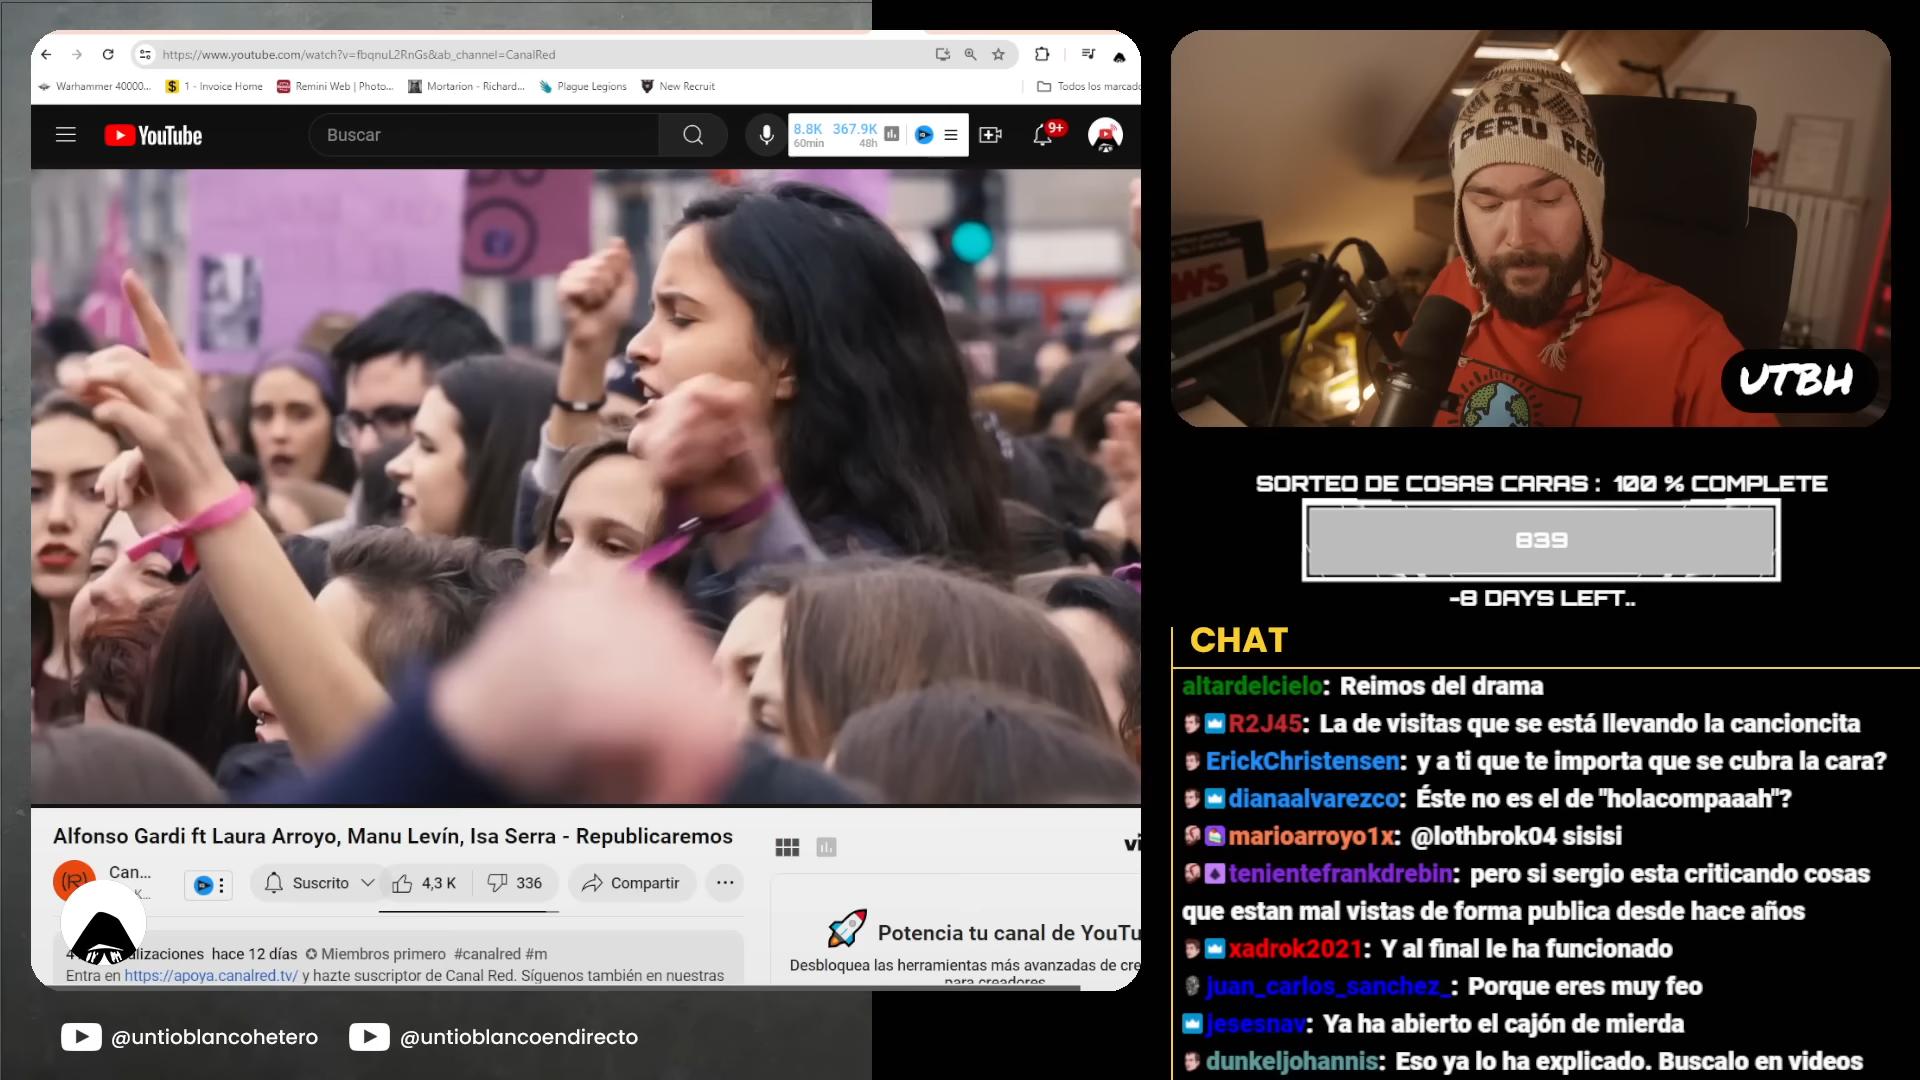 https://www.youtube.com/watch?v=fbqnuL2RnGs&ab_channel=CanalRed
Warhammer 40000... 1 - Invoice Home Remini Web | Photo... Mortarion - Richard... Plague Legions New Recruit Todos los marcado
YouTube Buscar 8.8K 367.9K 9+
60min 48h
PERU PERU
WS
UTBH
Alfonso Gardi ft Laura Arroyo, Manu Levín, Isa Serra - Republicaremos
vi
(R) Can...
Suscrito 4,3 K 336 Compartir
lizaciones hace 12 días Miembros primero #canalred #m
Entra en https://apoya.canalred.tv/ y hazte suscriptor de Canal Red. Síguenos también en nuestras
Potencia tu canal de YouTu
Desbloquea las herramientas más avanzadas de cre
para creadores
@untioblancohetero @untioblancoendirecto
SORTEO DE COSAS CARAS : 100 % COMPLETE
839
-8 DAYS LEFT..
CHAT
altardelcielo: Reimos del drama
R2J45: La de visitas que se está llevando la cancioncita
ErickChristensen: y a ti que te importa que se cubra la cara?
dianaalvarezco: Éste no es el de "holacompaaah"?
marioarroyo1x: @lothbrok04 sisisi
tenientefrankdrebin: pero si sergio esta criticando cosas
que estan mal vistas de forma publica desde hace años
xadrok2021: Y al final le ha funcionado
juan_carlos_sanchez_: Porque eres muy feo
jesesnav: Ya ha abierto el cajón de mierda
dunkeljohannis: Eso ya lo ha explicado. Buscalo en videos